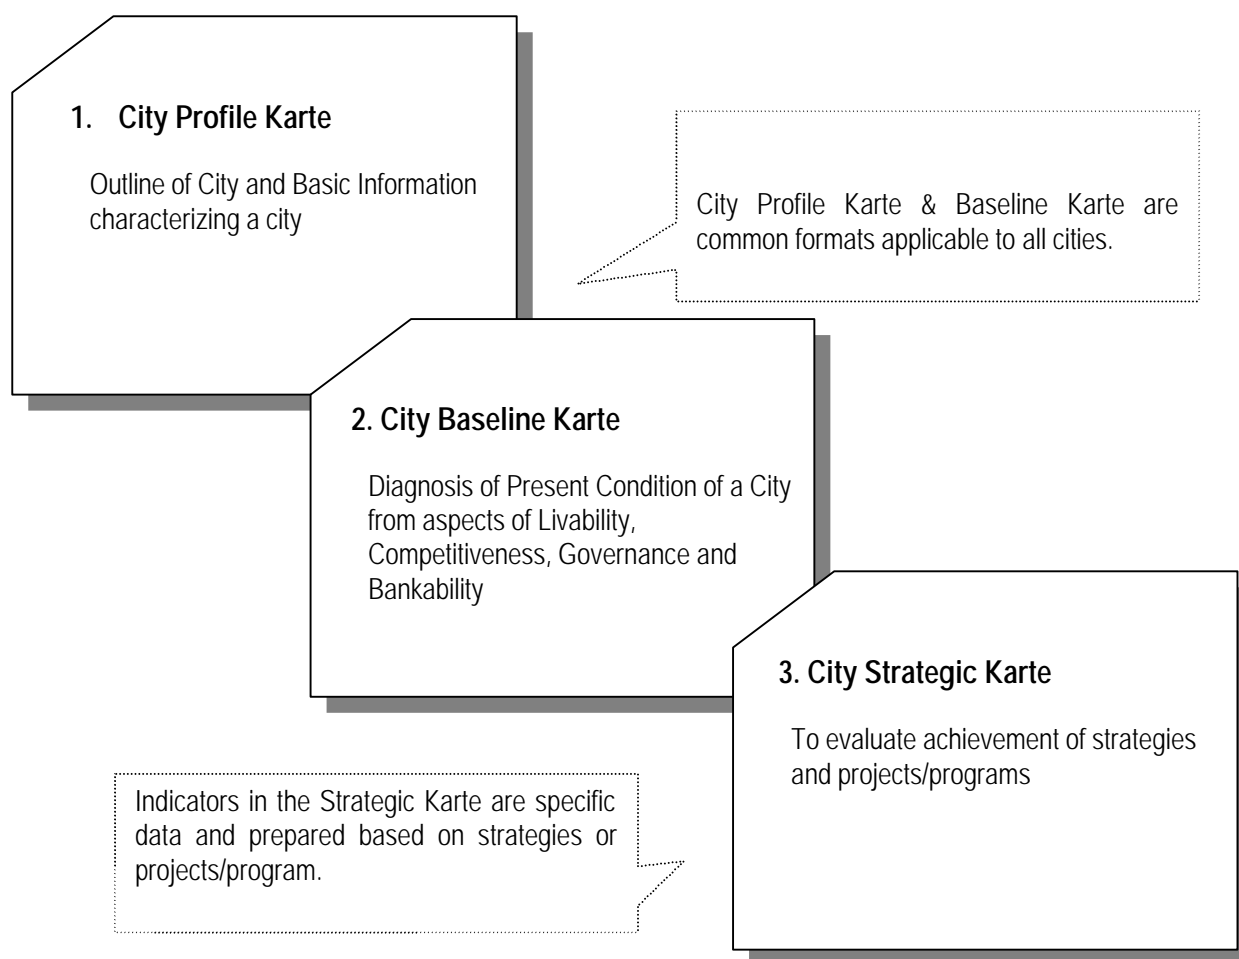 1. City Profile Karte
Outline of City and Basic Information
characterizing a city
City Profile Karte & Baseline Karte are
common formats applicable to all cities.
2. City Baseline Karte
Diagnosis of Present Condition of a City
from aspects of Livability,
Competitiveness, Governance and
Bankability
3. City Strategic Karte
To evaluate achievement of strategies
and projects/programs
Indicators in the Strategic Karte are specific
data and prepared based on strategies or
projects/program.